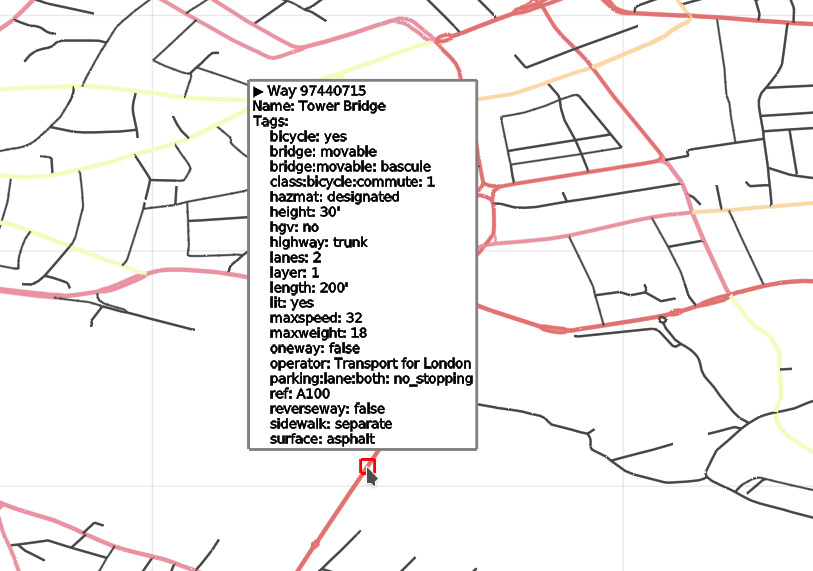 ▶ Way 97440715
Name: Tower Bridge
Tags:
bicycle: yes
bridge: movable
bridge:movable: bascule
class:bicycle:commute: 1
hazmat: designated
height: 30'
hgv: no
highway: trunk
lanes: 2
layer: 1
length: 200'
lit: yes
maxspeed: 32
maxweight: 18
oneway: false
operator: Transport for London
parking:lane:both: no_stopping
ref: A100
reverseway: false
sidewalk: separate
surface: asphalt